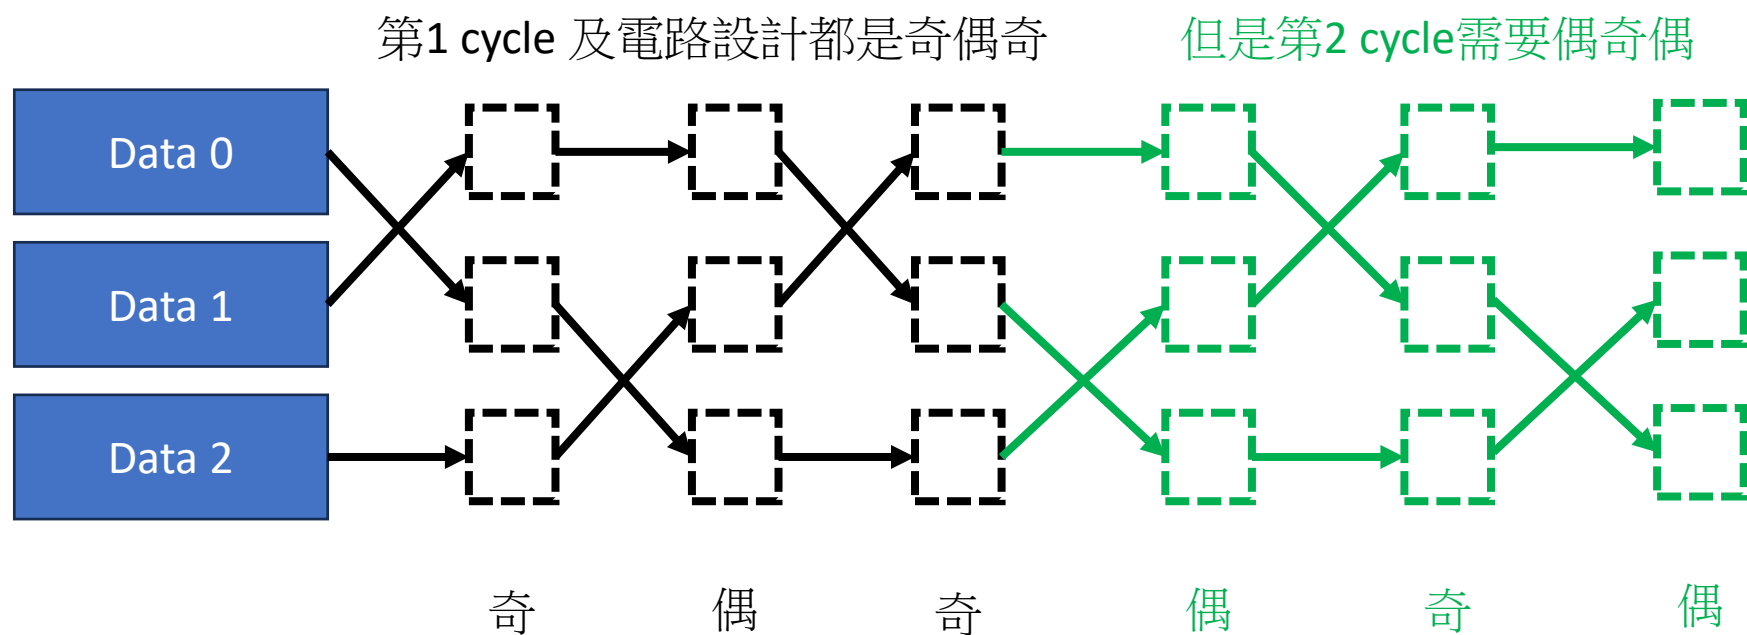 第1 cycle 及電路設計都是奇偶奇
但是第2 cycle需要偶奇偶
Data 0
Data 1
Data 2
奇 偶 奇 偶 奇 偶